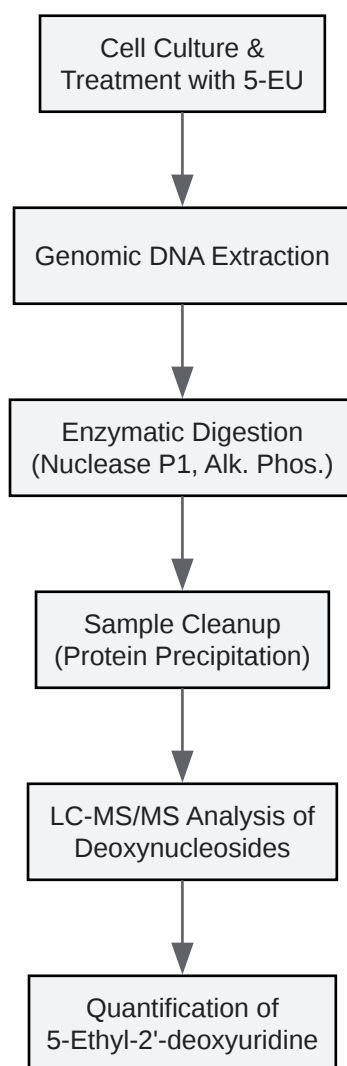 Cell Culture &
Treatment with 5-EU
Genomic DNA Extraction
Enzymatic Digestion
(Nuclease P1, Alk. Phos.)
Sample Cleanup
(Protein Precipitation)
LC-MS/MS Analysis of
Deoxynucleosides
Quantification of
5-Ethyl-2'-deoxyuridine